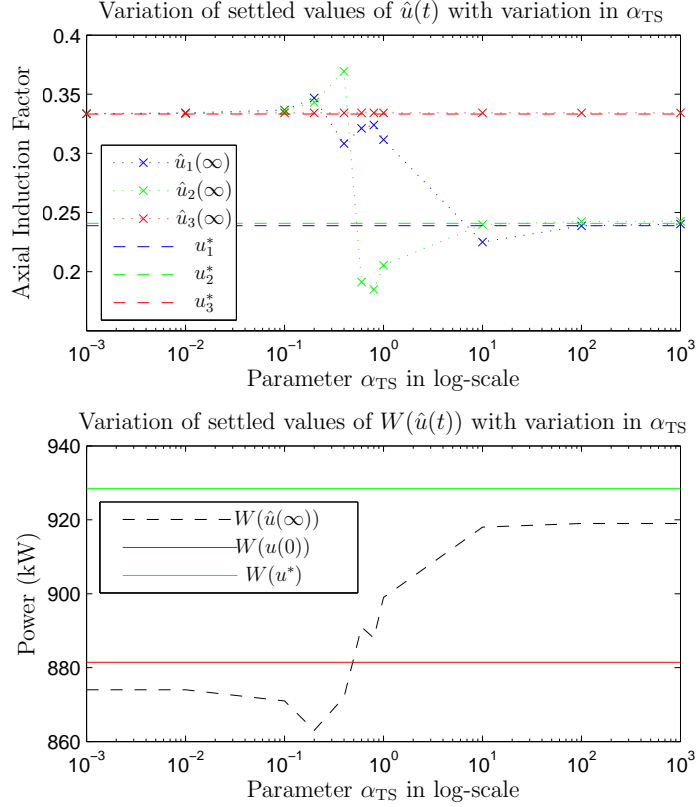 Variation of settled values of û(t) with variation in α_TS
0.4
0.35
0.3
0.25
0.2
Axial Induction Factor
û₁(∞)
û₂(∞)
û₃(∞)
u₁*
u₂*
u₃*
10⁻³ 10⁻² 10⁻¹ 10⁰ 10¹ 10² 10³
Parameter α_TS in log-scale
Variation of settled values of W(û(t)) with variation in α_TS
940
920
900
880
860
Power (kW)
W(û(∞))
W(u(0))
W(u*)
10⁻³ 10⁻² 10⁻¹ 10⁰ 10¹ 10² 10³
Parameter α_TS in log-scale